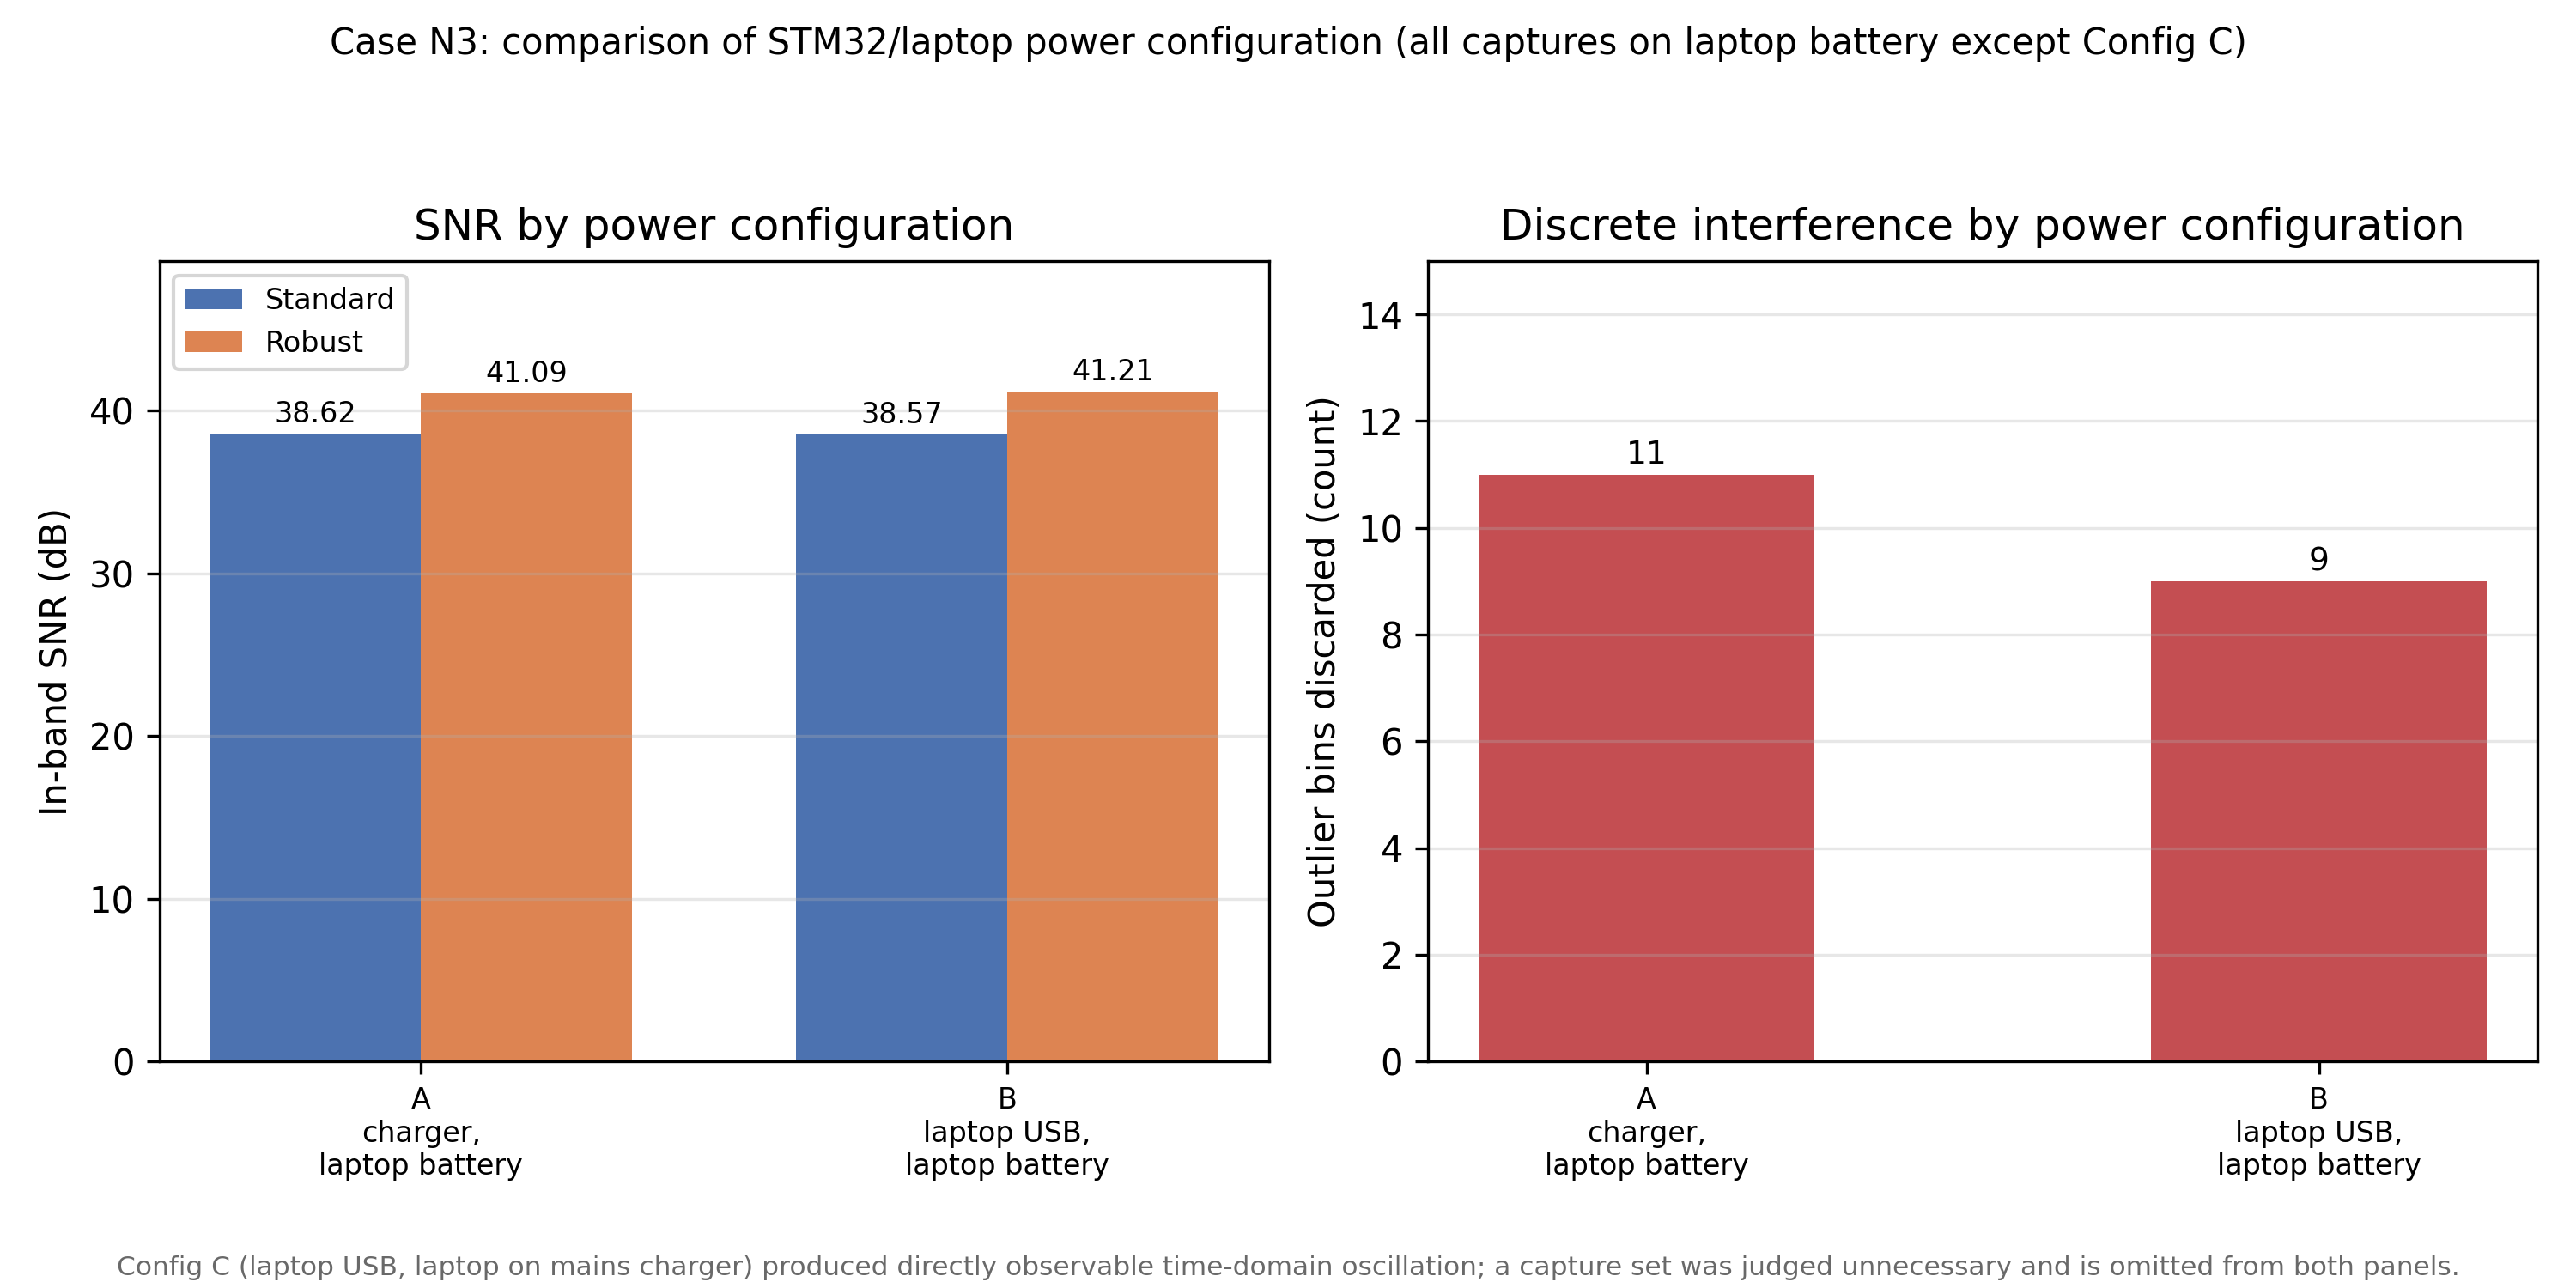 Case N3: comparison of STM32/laptop power configuration (all captures on laptop battery except Config C)
SNR by power configuration
Standard
Robust
In-band SNR (dB)
40
30
20
10
0
38.62
41.09
38.57
41.21
A
charger,
laptop battery
B
laptop USB,
laptop battery
Discrete interference by power configuration
Outlier bins discarded (count)
14
12
10
8
6
4
2
0
11
9
A
charger,
laptop battery
B
laptop USB,
laptop battery
Config C (laptop USB, laptop on mains charger) produced directly observable time-domain oscillation; a capture set was judged unnecessary and is omitted from both panels.